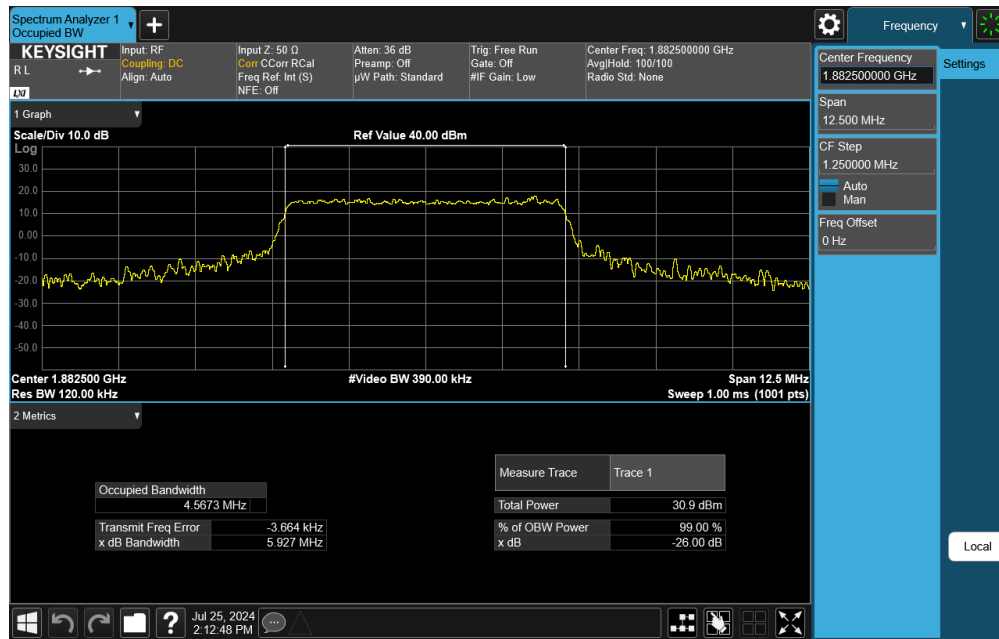 Spectrum Analyzer 1
Occupied BW
Frequency
KEYSIGHT
R L
LXI
Input: RF
Coupling: DC
Align: Auto
Input Z: 50 Ω
Corr CCorr RCal
Freq Ref: Int (S)
NFE: Off
Atten: 36 dB
Preamp: Off
µW Path: Standard
Trig: Free Run
Gate: Off
#IF Gain: Low
Center Freq: 1.882500000 GHz
Avg|Hold: 100/100
Radio Std: None
Center Frequency
1.882500000 GHz
Settings
Span
12.500 MHz
CF Step
1.250000 MHz
Auto
Man
Freq Offset
0 Hz
1 Graph
Scale/Div 10.0 dB
Ref Value 40.00 dBm
Log
30.0
20.0
10.0
0.00
-10.0
-20.0
-30.0
-40.0
-50.0
Center 1.882500 GHz
#Video BW 390.00 kHz
Span 12.5 MHz
Res BW 120.00 kHz
Sweep 1.00 ms (1001 pts)
2 Metrics
Occupied Bandwidth
4.5673 MHz
Transmit Freq Error -3.664 kHz
x dB Bandwidth 5.927 MHz
Measure Trace Trace 1
Total Power 30.9 dBm
% of OBW Power 99.00 %
x dB -26.00 dB
Local
Jul 25, 2024
2:12:48 PM